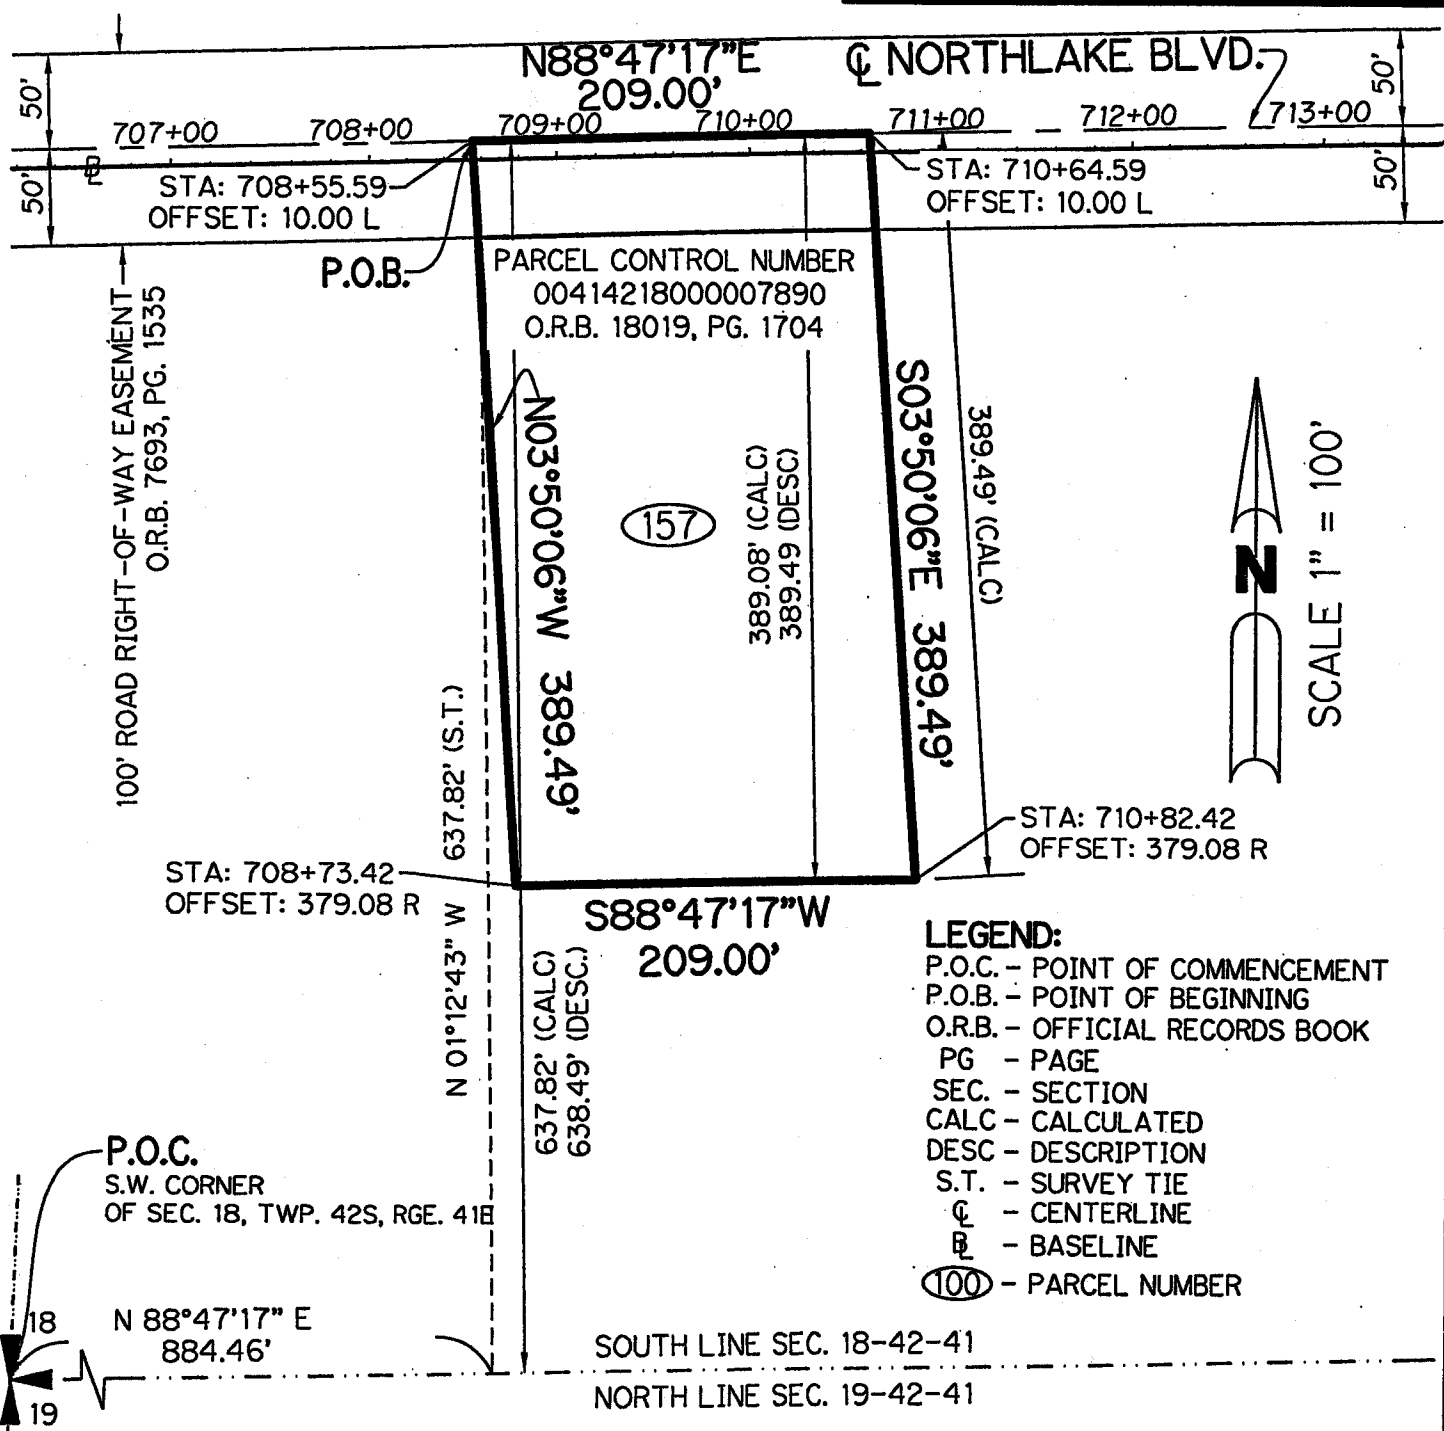 N88°47'17"E
209.00'
℄ NORTHLAKE BLVD.
50'
50'
50'
50'
707+00
708+00
709+00
710+00
711+00
712+00
713+00
B̲L
STA: 708+55.59
OFFSET: 10.00 L
STA: 710+64.59
OFFSET: 10.00 L
P.O.B.
PARCEL CONTROL NUMBER
00414218000007890
O.R.B. 18019, PG. 1704
100' ROAD RIGHT-OF-WAY EASEMENT
O.R.B. 7693, PG. 1535
N03°50'06"W 389.49'
157
389.08' (CALC)
389.49 (DESC)
S03°50'06"E 389.49'
389.49' (CALC)
N
SCALE 1" = 100'
N 01°12'43" W 637.82' (S.T.)
STA: 708+73.42
OFFSET: 379.08 R
STA: 710+82.42
OFFSET: 379.08 R
S88°47'17"W
209.00'
637.82' (CALC)
638.49' (DESC.)
LEGEND:
P.O.C. - POINT OF COMMENCEMENT
P.O.B. - POINT OF BEGINNING
O.R.B. - OFFICIAL RECORDS BOOK
PG - PAGE
SEC. - SECTION
CALC - CALCULATED
DESC - DESCRIPTION
S.T. - SURVEY TIE
℄ - CENTERLINE
BL - BASELINE
100 - PARCEL NUMBER
P.O.C.
S.W. CORNER
OF SEC. 18, TWP. 42S, RGE. 41E
18
N 88°47'17" E
884.46'
19
SOUTH LINE SEC. 18-42-41
NORTH LINE SEC. 19-42-41